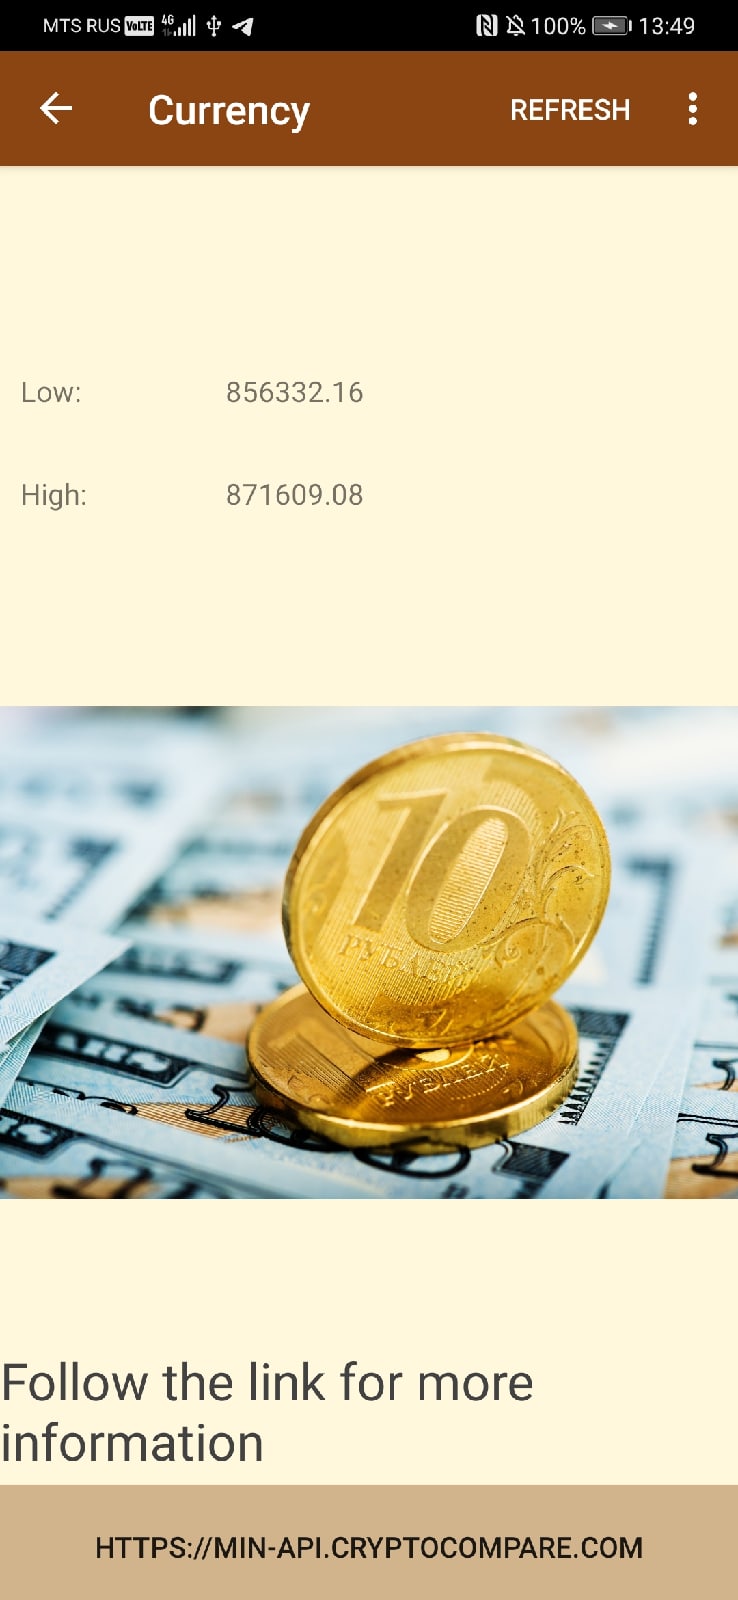 MTS RUS VoLTE 4G 100% 13:49
Currency REFRESH
Low: 856332.16
High: 871609.08
10
РУБЛЕЙ
РУБЛЕЙ
Follow the link for more
information
HTTPS://MIN-API.CRYPTOCOMPARE.COM